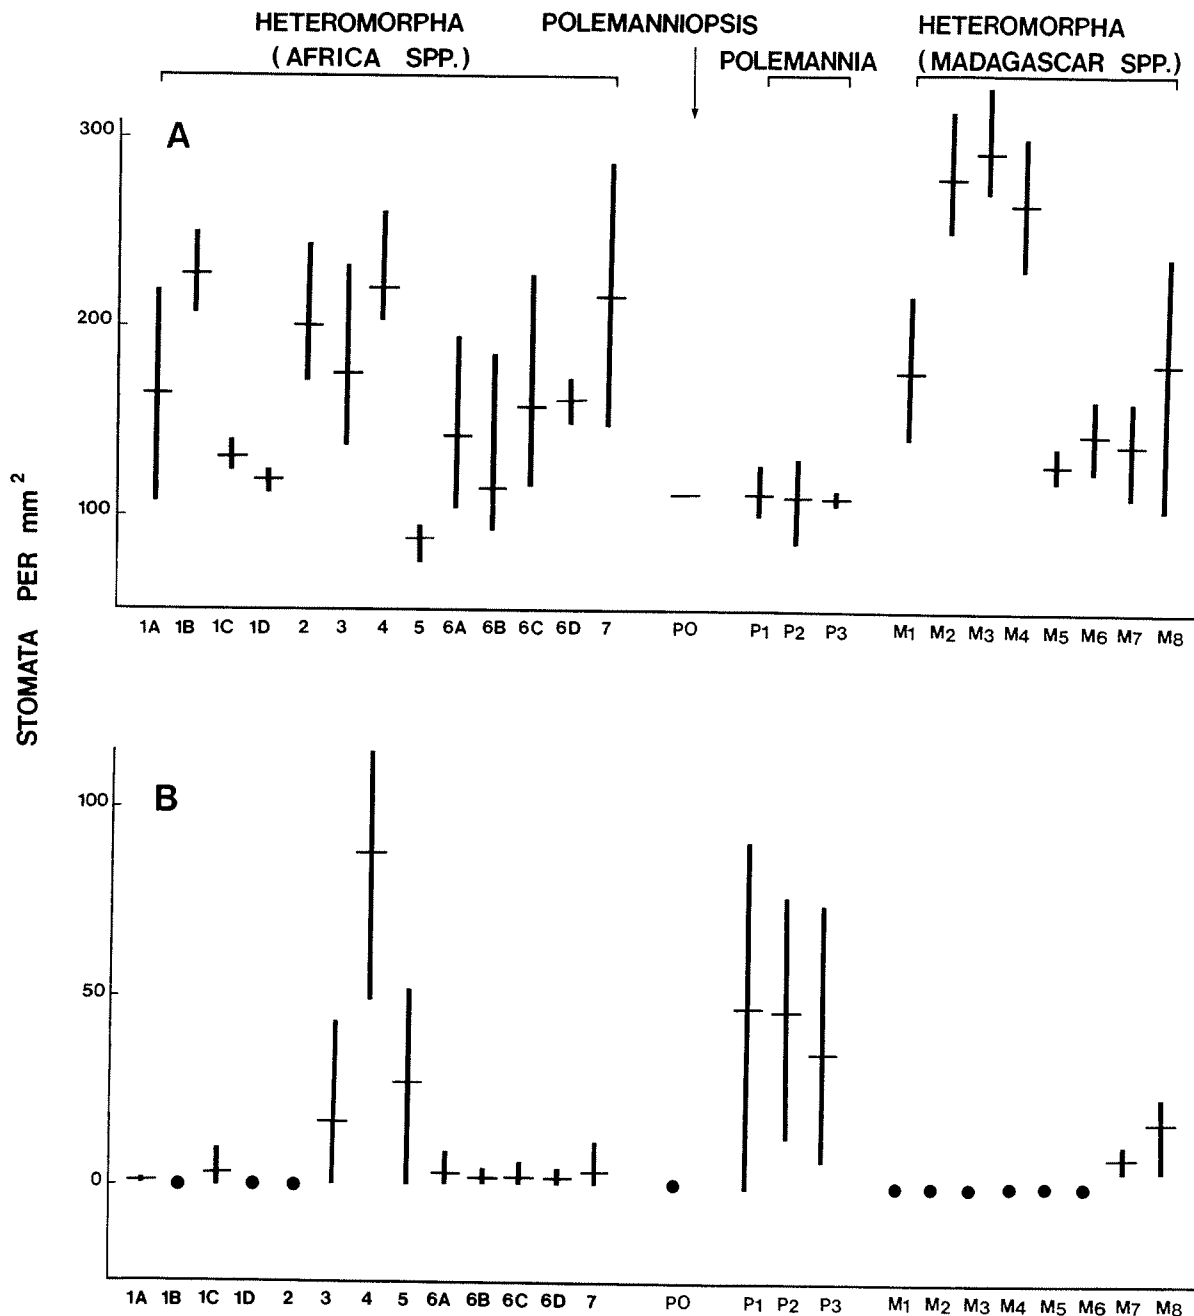 HETEROMORPHA
(AFRICA SPP.)
POLEMANNIOPSIS
POLEMANNIA
HETEROMORPHA
(MADAGASCAR SPP.)
STOMATA PER mm²
A
300
200
100
1A 1B 1C 1D 2 3 4 5 6A 6B 6C 6D 7 PO P1 P2 P3 M1 M2 M3 M4 M5 M6 M7 M8
B
100
50
0
1A 1B 1C 1D 2 3 4 5 6A 6B 6C 6D 7 PO P1 P2 P3 M1 M2 M3 M4 M5 M6 M7 M8